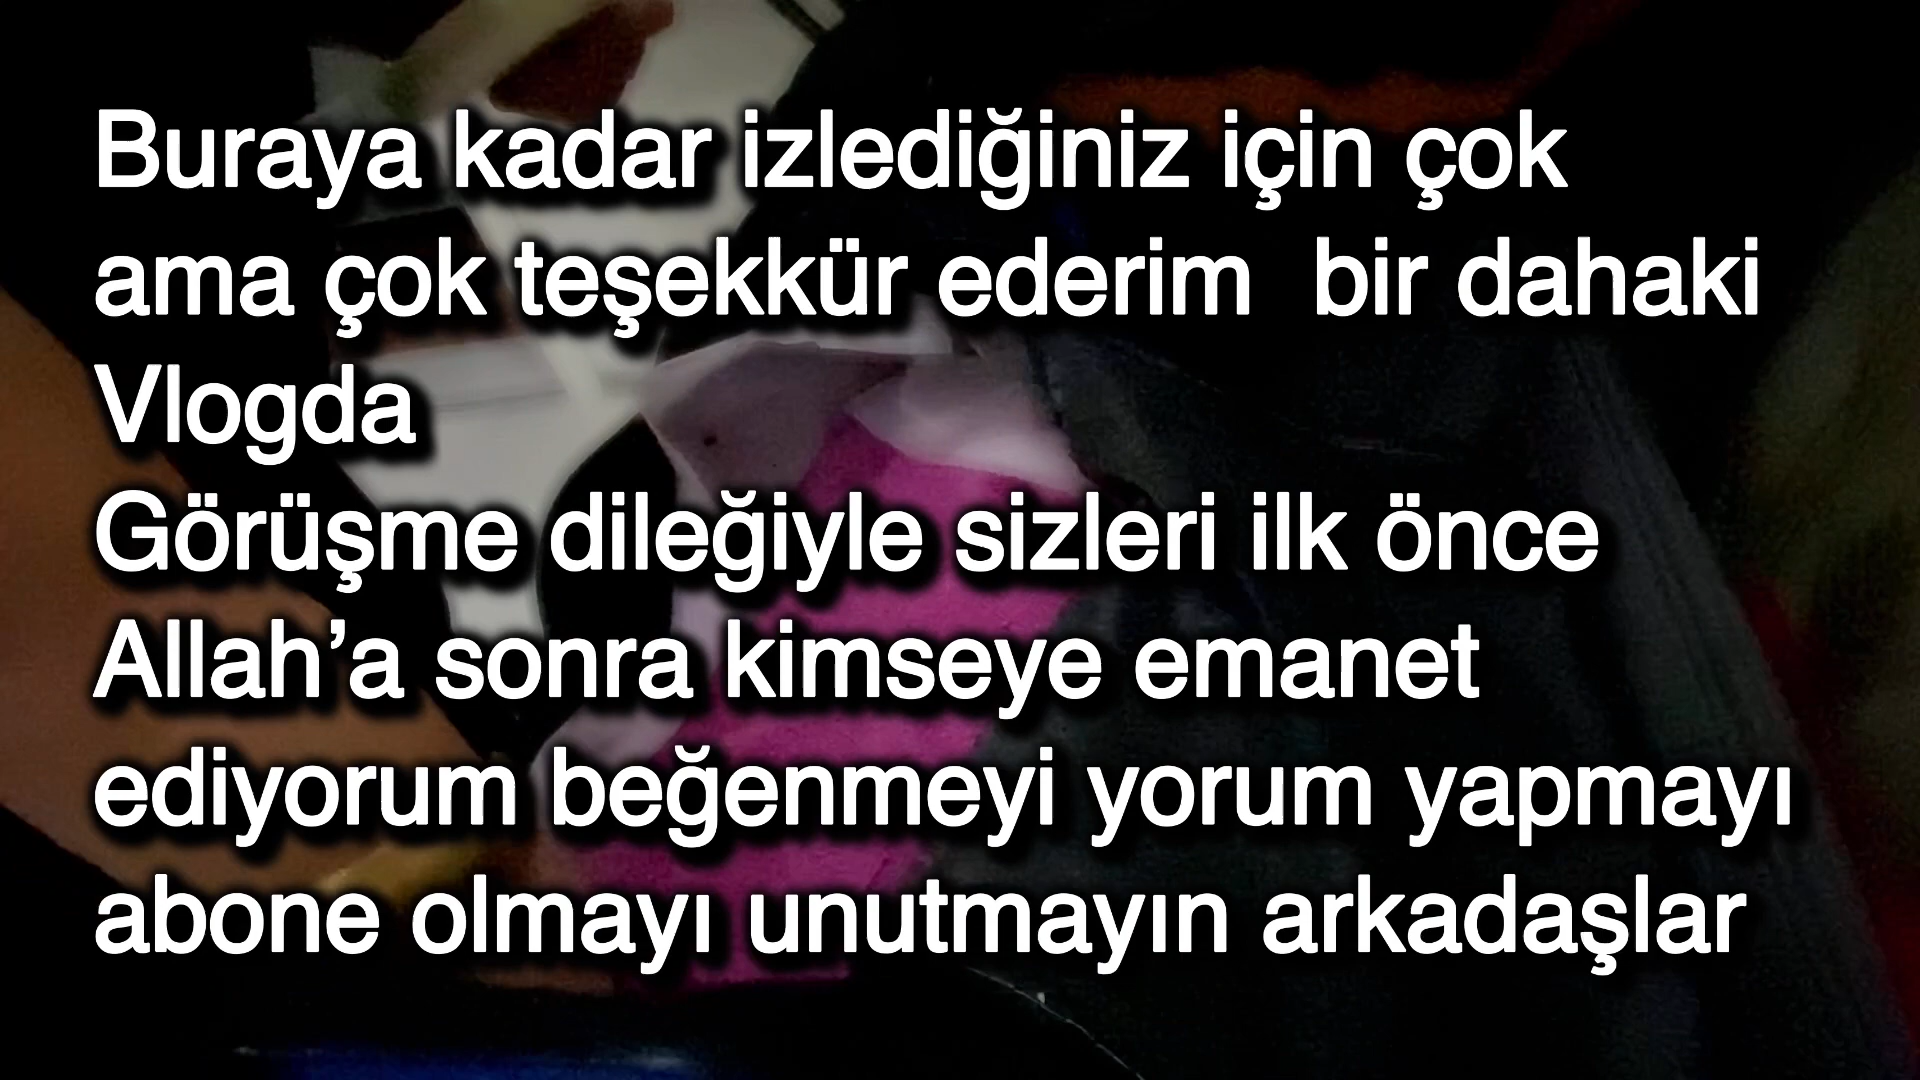 Buraya kadar izlediğiniz için çok
ama çok teşekkür ederim  bir dahaki
Vlogda
Görüşme dileğiyle sizleri ilk önce
Allah’a sonra kimseye emanet
ediyorum beğenmeyi yorum yapmayı
abone olmayı unutmayın arkadaşlar